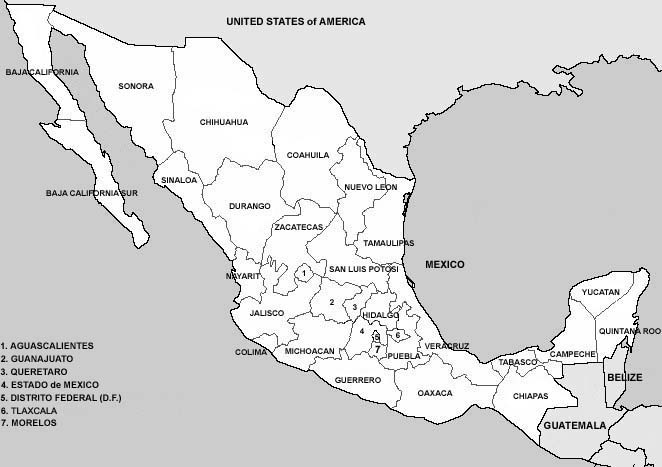 UNITED STATES of AMERICA
BAJA CALIFORNIA
SONORA
CHIHUAHUA
COAHUILA
SINALOA
NUEVO LEON
BAJA CALIFORNIA SUR
DURANGO
ZACATECAS
TAMAULIPAS
MEXICO
NAYARIT
1
SAN LUIS POTOSI
YUCATAN
2
3
JALISCO
HIDALGO
QUINTANA ROO
4
5
6
1. AGUASCALIENTES
COLIMA
MICHOACAN
7
PUEBLA
VERACRUZ
TABASCO
CAMPECHE
2. GUANAJUATO
3. QUERETARO
GUERRERO
BELIZE
4. ESTADO de MEXICO
OAXACA
CHIAPAS
5. DISTRITO FEDERAL (D.F.)
6. TLAXCALA
7. MORELOS
GUATEMALA